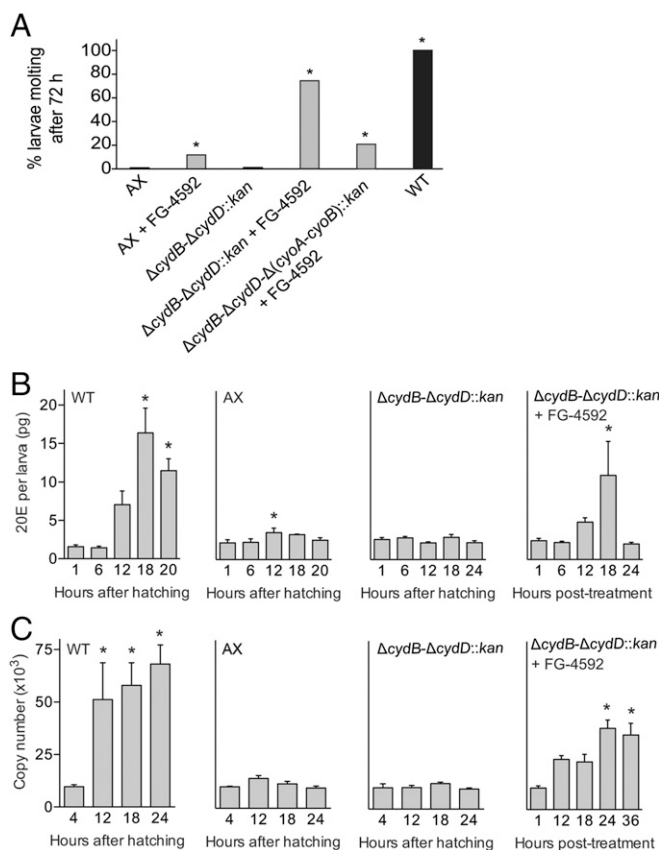 A
% larvae molting
after 72 h
100
80
60
40
20
0
* * * *
AX
AX + FG-4592
ΔcydB-ΔcydD::kan
ΔcydB-ΔcydD::kan + FG-4592
ΔcydB-ΔcydD-Δ(cyoA-cyoB)::kan
+ FG-4592
WT
B
20E per larva (pg)
20
15
10
5
0
WT
* *
1 6 12 18 20
Hours after hatching
AX
*
1 6 12 18 20
Hours after hatching
ΔcydB-ΔcydD::kan
1 6 12 18 24
Hours after hatching
ΔcydB-ΔcydD::kan
+ FG-4592
*
1 6 12 18 24
Hours post-treatment
C
Copy number (x10³)
75
50
25
0
WT
* * *
4 12 18 24
Hours after hatching
AX
4 12 18 24
Hours after hatching
ΔcydB-ΔcydD::kan
4 12 18 24
Hours after hatching
ΔcydB-ΔcydD::kan
+ FG-4592
* *
1 12 18 24 36
Hours post-treatment